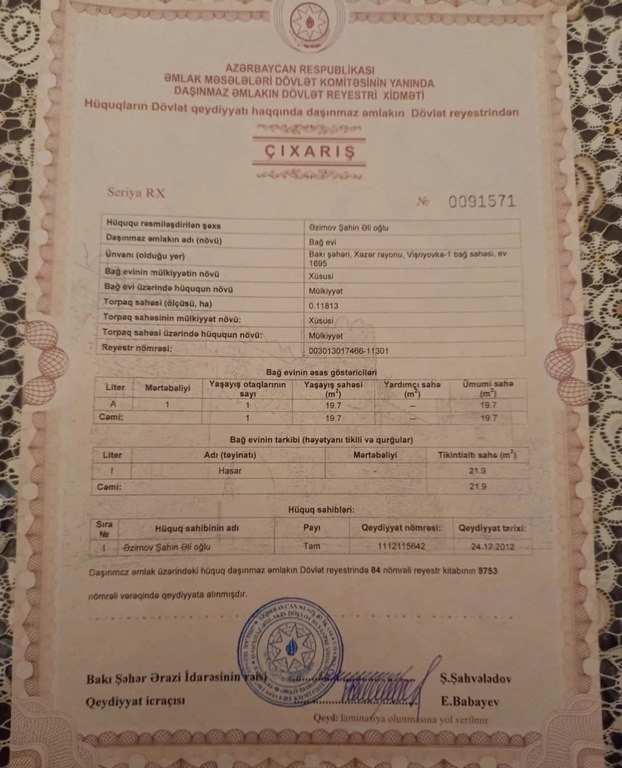 AZƏRBAYCAN RESPUBLİKASI
ƏMLAK MƏSƏLƏLƏRİ DÖVLƏT KOMİTƏSİNİN YANINDA
DAŞINMAZ ƏMLAKIN DÖVLƏT REYESTRİ XİDMƏTİ
Hüquqların Dövlət qeydiyyatı haqqında daşınmaz əmlakın Dövlət reyestrindən
ÇIXARIŞ
Seriya RX № 0091571
Hüququ rəsmiləşdirilən şəxs Əzimov Şahin Əli oğlu
Daşınmaz əmlakın adı (növü) Bağ evi
Ünvanı (olduğu yer) Bakı şəhəri, Xəzər rayonu, Vişnyovka-1 bağ sahəsi, ev
1695
Bağ evinin mülkiyyətin növü Xüsusi
Bağ evi üzərində hüququn növü Mülkiyyət
Torpaq sahəsi (ölçüsü, ha) 0.11813
Torpaq sahəsinin mülkiyyət növü: Xüsusi
Torpaq sahəsi üzərində hüququn növü: Mülkiyyət
Reyestr nömrəsi: 003013017466-11301
Bağ evinin əsas göstəriciləri
Liter Mərtəbəliyi Yaşayış otaqlarının sayı Yaşayış sahəsi (m²) Yardımçı sahə (m²) Ümumi sahə (m²)
A 1 1 19.7 -- 19.7
Cəmi: 1 19.7 -- 19.7
Bağ evinin tərkibi (həyətyanı tikili və qurğular)
Liter Adı (təyinatı) Mərtəbəliyi Tikintialtı sahə (m²)
I Hasar - 21.9
Cəmi: 21.9
Hüquq sahibləri:
Sıra № Hüquq sahibinin adı Payı Qeydiyyat nömrəsi: Qeydiyyat tarixi:
1 Əzimov Şahin Əli oğlu Tam 1112115642 24.12.2012
Daşınmaz əmlak üzərindəki hüquq daşınmaz əmlakın Dövlət reyestrində 84 nömrəli reyestr kitabının 8753
nömrəli vərəqində qeydiyyata alınmışdır.
Bakı Şəhər Ərazi İdarəsinin rəisi Ş.Şahvələdov
Qeydiyyat icraçısı E.Babayev
Qeyd: laminasiya olunmasına yol verilmir